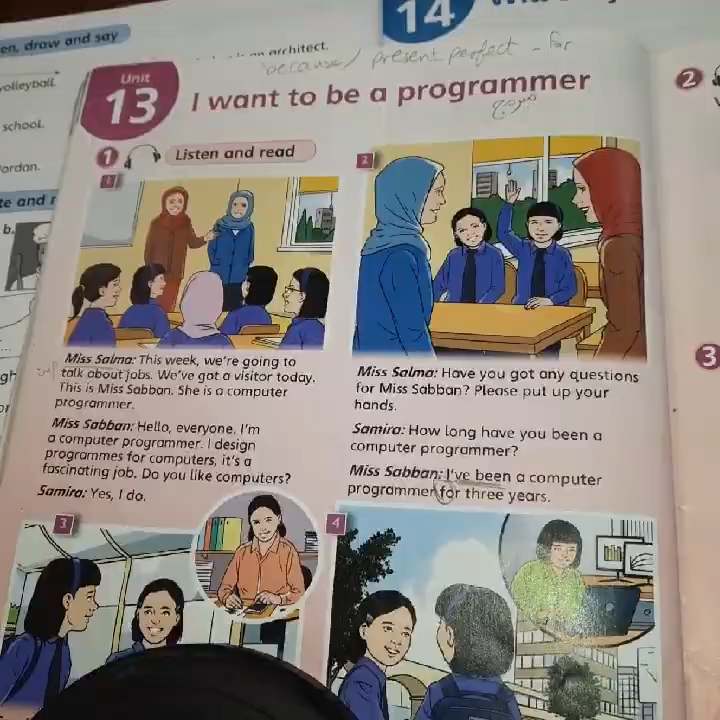 14
en, draw and say
an architect.
because / present perfect - for
volleyball.
school.
Jordan.
b.
Unit
13
I want to be a programmer
مبرمج
1 Listen and read
1
2
Miss Salma: This week, we're going to
talk about jobs. We've got a visitor today.
This is Miss Sabban. She is a computer
programmer.
Miss Sabban: Hello, everyone. I'm
a computer programmer. I design
programmes for computers, it's a
fascinating job. Do you like computers?
Samira: Yes, I do.
Miss Salma: Have you got any questions
for Miss Sabban? Please put up your
hands.
Samira: How long have you been a
computer programmer?
Miss Sabban: I've been a computer
programmer for three years.
3
4
2
3